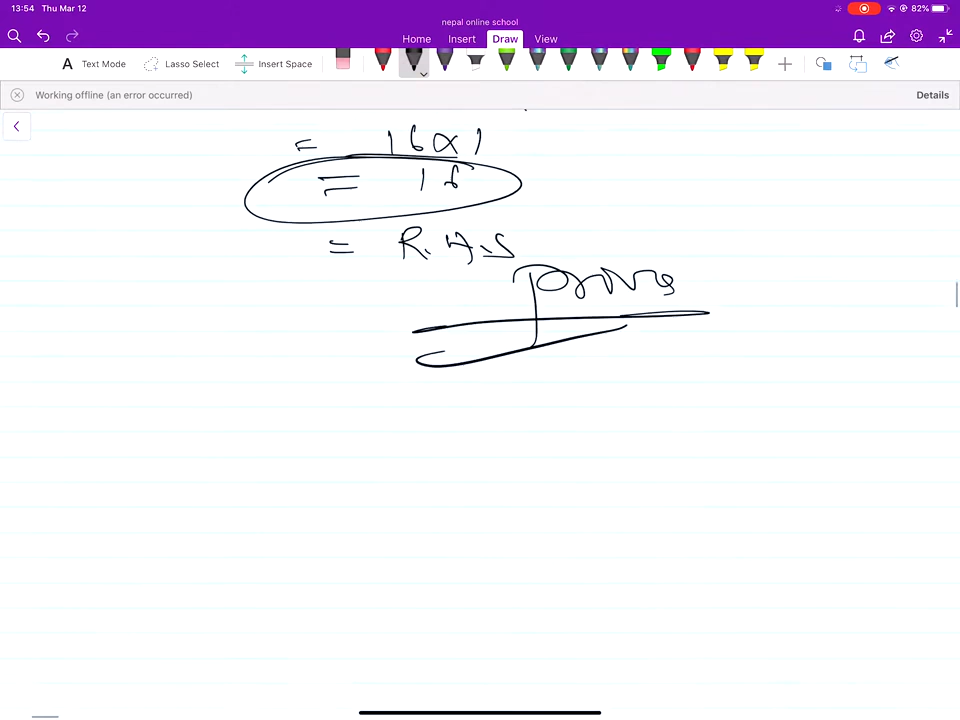 13:54 Thu Mar 12
82%
nepal online school
Home Insert Draw View
Text Mode Lasso Select Insert Space
Working offline (an error occurred) Details
= 16 × 1
= 16
= R.H.S
prove